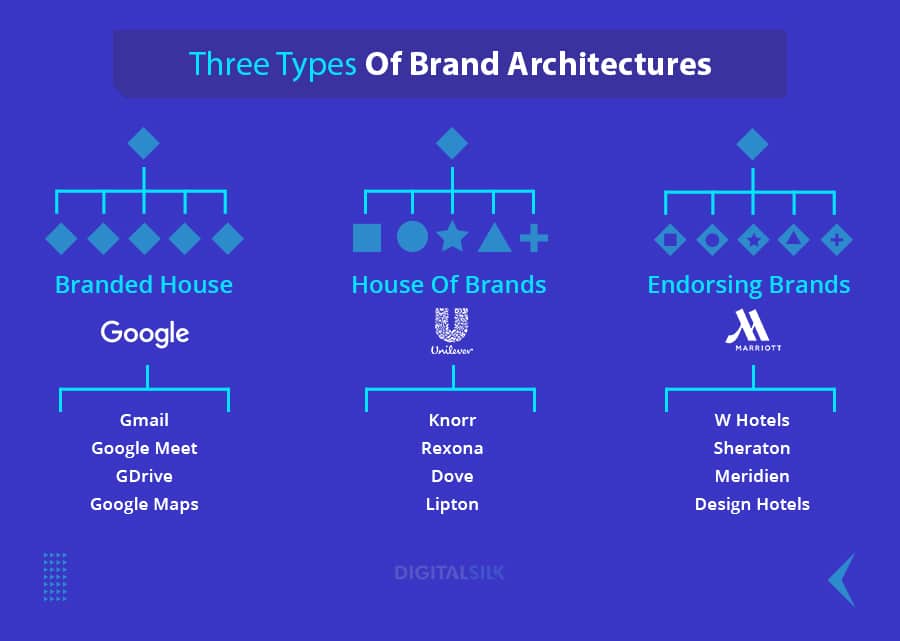 Three Types Of Brand Architectures
Branded House
Google
Gmail
Google Meet
GDrive
Google Maps
House Of Brands
Unilever
Knorr
Rexona
Dove
Lipton
Endorsing Brands
MARRIOTT
W Hotels
Sheraton
Meridien
Design Hotels
DIGITALSILK